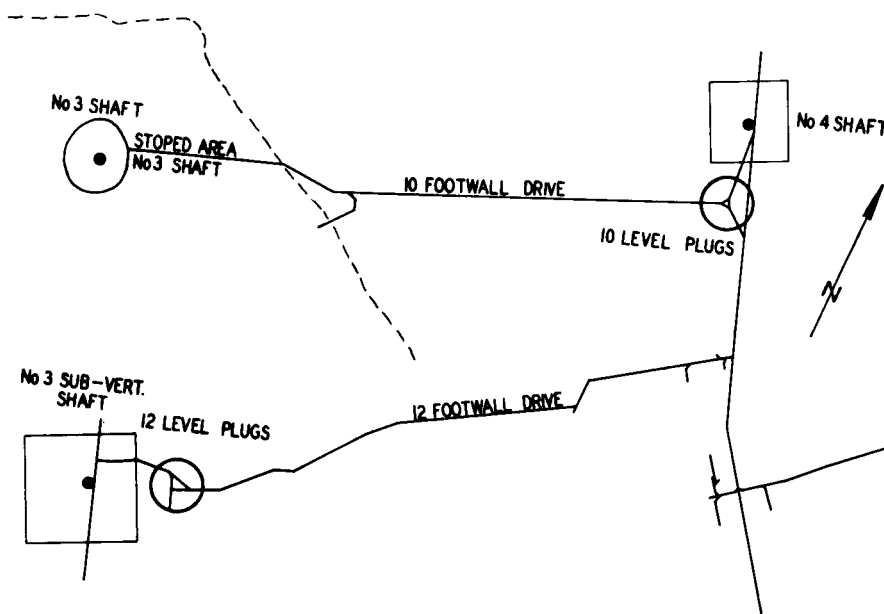 No 3 SHAFT
STOPED AREA
No 3 SHAFT
No 4 SHAFT
10 FOOTWALL DRIVE
10 LEVEL PLUGS
N
No 3 SUB-VERT.
SHAFT
12 LEVEL PLUGS
12 FOOTWALL DRIVE